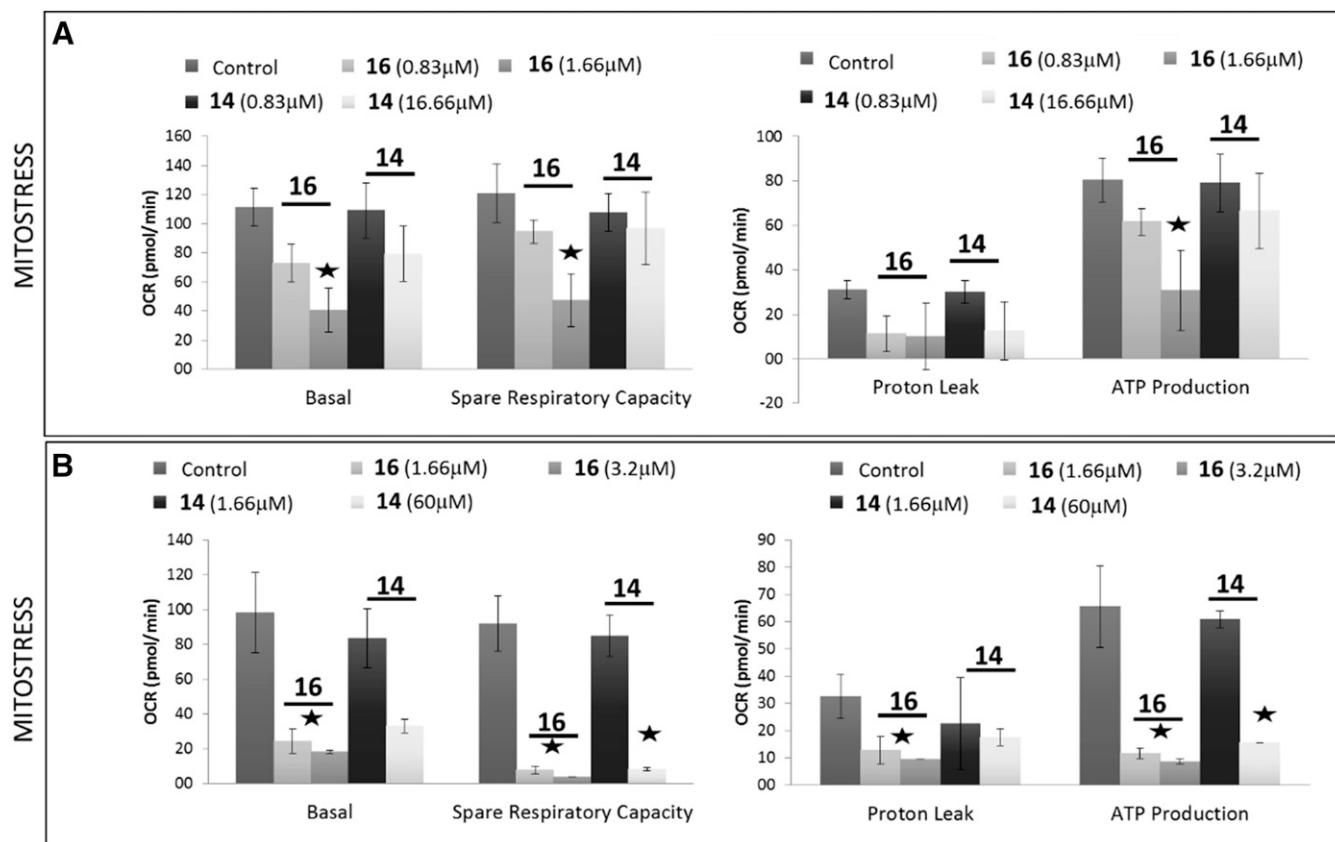 A
MITOSTRESS
Control
16 (0.83μM)
16 (1.66μM)
14 (0.83μM)
14 (16.66μM)
OCR (pmol/min)
160
140
120
100
80
60
40
20
00
16
14
16
14
Basal
Spare Respiratory Capacity
Control
16 (0.83μM)
16 (1.66μM)
14 (0.83μM)
14 (16.66μM)
OCR (pmol/min)
100
80
60
40
20
00
-20
16
14
16
14
Proton Leak
ATP Production
B
MITOSTRESS
Control
16 (1.66μM)
16 (3.2μM)
14 (1.66μM)
14 (60μM)
OCR (pmol/min)
140
120
100
80
60
40
20
00
16
14
16
14
Basal
Spare Respiratory Capacity
Control
16 (1.66μM)
16 (3.2μM)
14 (1.66μM)
14 (60μM)
OCR (pmol/min)
90
80
70
60
50
40
30
20
10
00
16
14
16
14
Proton Leak
ATP Production